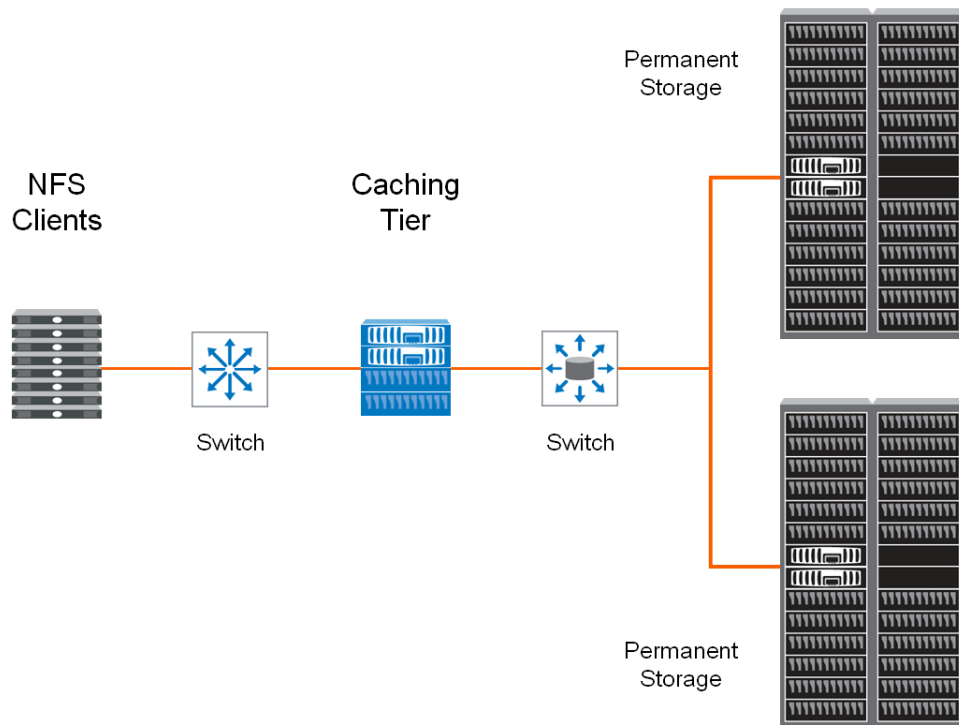 Permanent
Storage
NFS
Clients
Caching
Tier
Switch
Switch
Permanent
Storage